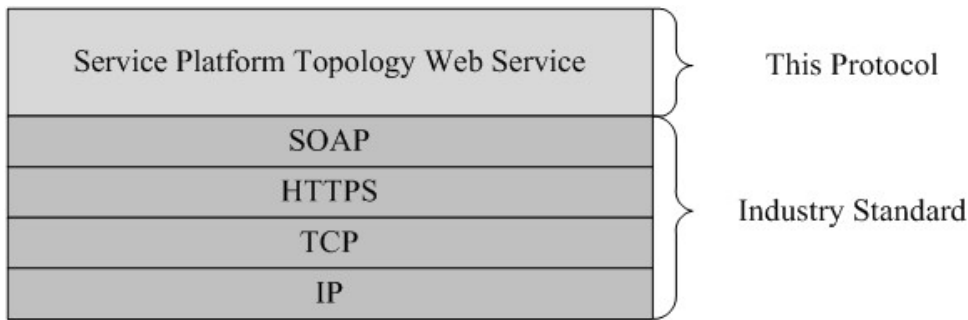 Service Platform Topology Web Service
This Protocol
SOAP
HTTPS
TCP
IP
Industry Standard